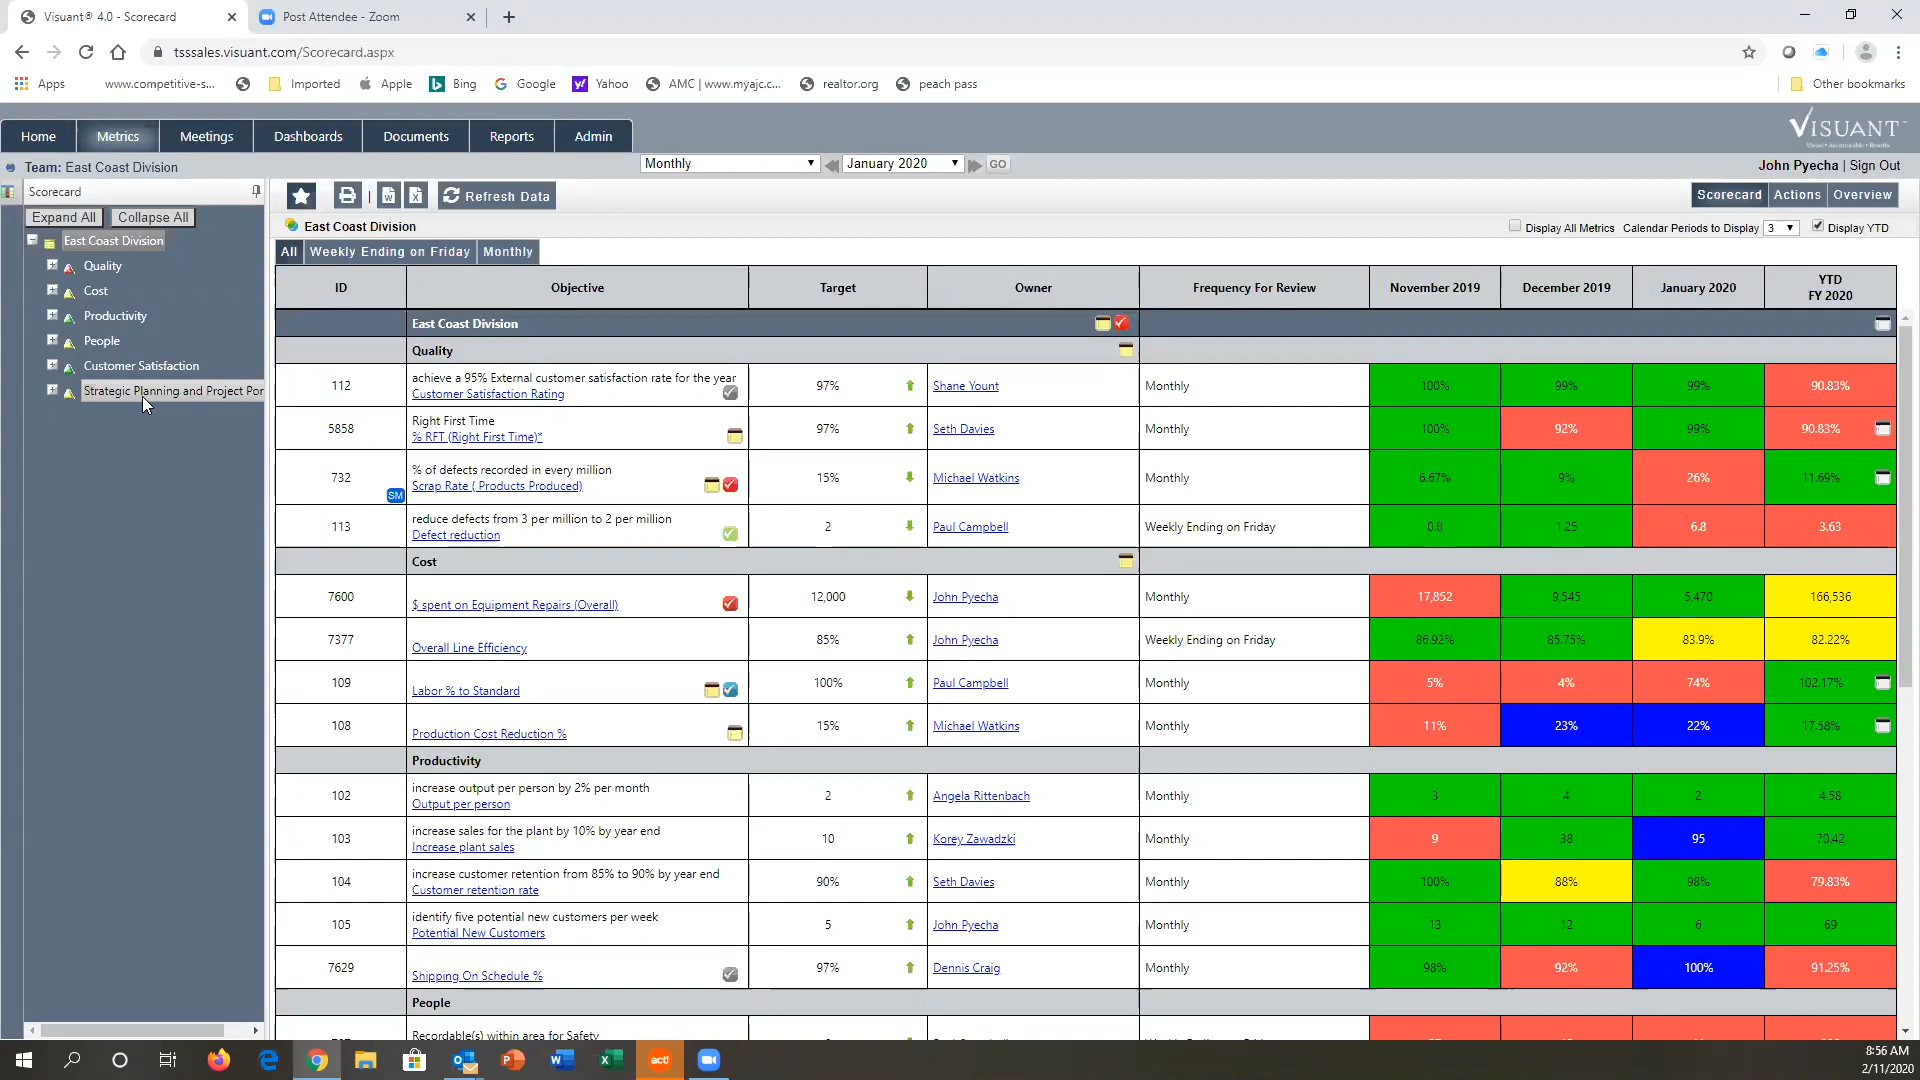 Visuant® 4.0 - Scorecard
Post Attendee - Zoom
tsssales.visuant.com/Scorecard.aspx
Apps
www.competitive-s...
Imported
Apple
Bing
Google
Yahoo
AMC | www.myajc.c...
realtor.org
peach pass
Other bookmarks
Home Metrics Meetings Dashboards Documents Reports Admin
VISUANT
Team: East Coast Division
Monthly
January 2020
GO
John Pyecha | Sign Out
Scorecard
Refresh Data
Scorecard Actions Overview
Expand All Collapse All
East Coast Division
Quality
Cost
Productivity
People
Customer Satisfaction
Strategic Planning and Project Por
East Coast Division
Display All Metrics Calendar Periods to Display 3 Display YTD
All Weekly Ending on Friday Monthly
ID Objective Target Owner Frequency For Review November 2019 December 2019 January 2020 YTD
FY 2020
East Coast Division
Quality
112 achieve a 95% External customer satisfaction rate for the year
Customer Satisfaction Rating 97% Shane Yount Monthly 100% 99% 99% 90.83%
5858 Right First Time
% RFT (Right First Time)* 97% Seth Davies Monthly 100% 92% 99% 90.83%
732 SM % of defects recorded in every million
Scrap Rate ( Products Produced) 15% Michael Watkins Monthly 6.67% 9% 26% 11.69%
113 reduce defects from 3 per million to 2 per million
Defect reduction 2 Paul Campbell Weekly Ending on Friday 0.8 1.25 6.8 3.63
Cost
7600 $ spent on Equipment Repairs (Overall) 12,000 John Pyecha Monthly 17,852 9,545 5,470 166,536
7377 Overall Line Efficiency 85% John Pyecha Weekly Ending on Friday 86.92% 85.75% 83.9% 82.22%
109 Labor % to Standard 100% Paul Campbell Monthly 5% 4% 74% 102.17%
108 Production Cost Reduction % 15% Michael Watkins Monthly 11% 23% 22% 17.58%
Productivity
102 increase output per person by 2% per month
Output per person 2 Angela Rittenbach Monthly 3 4 2 4.58
103 increase sales for the plant by 10% by year end
Increase plant sales 10 Korey Zawadzki Monthly 9 38 95 70.42
104 increase customer retention from 85% to 90% by year end
Customer retention rate 90% Seth Davies Monthly 100% 88% 98% 79.83%
105 identify five potential new customers per week
Potential New Customers 5 John Pyecha Monthly 13 12 6 69
7629 Shipping On Schedule % 97% Dennis Craig Monthly 98% 92% 100% 91.25%
People
Recordable(s) within area for Safety
act!
8:56 AM
2/11/2020